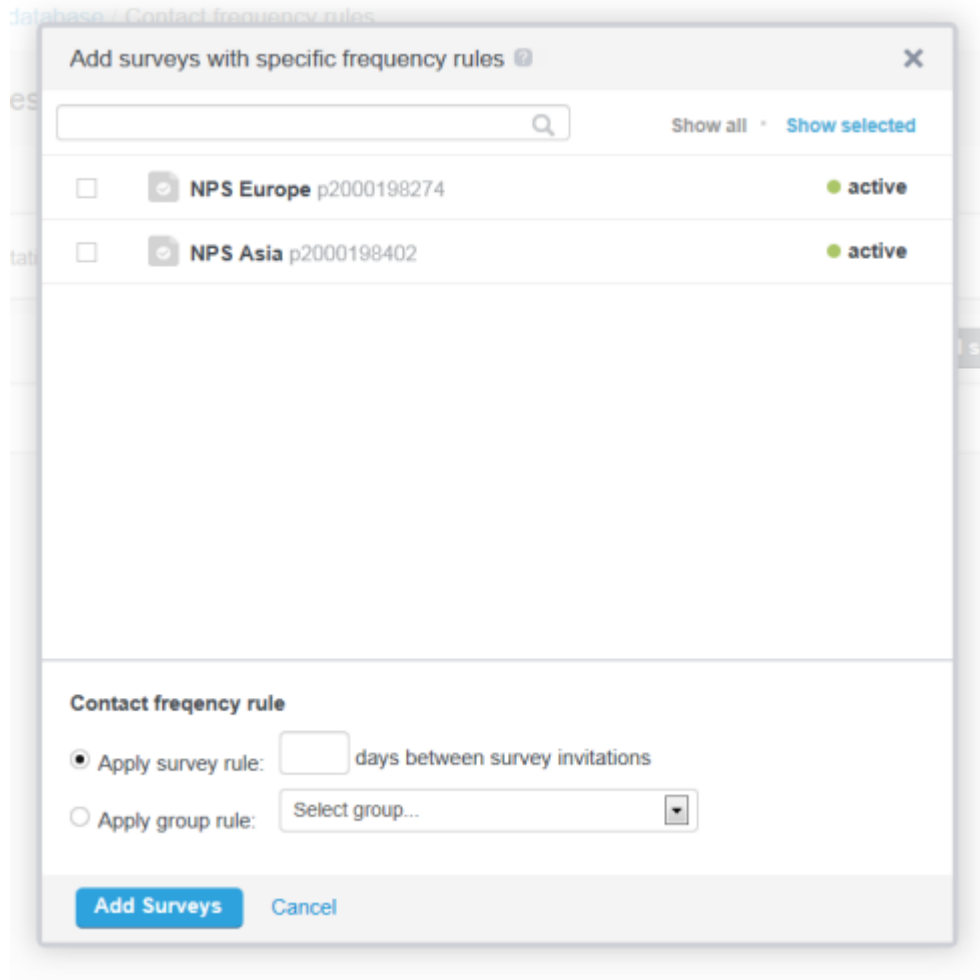 database / Contact frequency rules
Add surveys with specific frequency rules ?
es
Show all • Show selected
NPS Europe p2000198274 active
tati
NPS Asia p2000198402 active
Contact freqency rule
Apply survey rule: days between survey invitations
Apply group rule: Select group...
Add Surveys Cancel